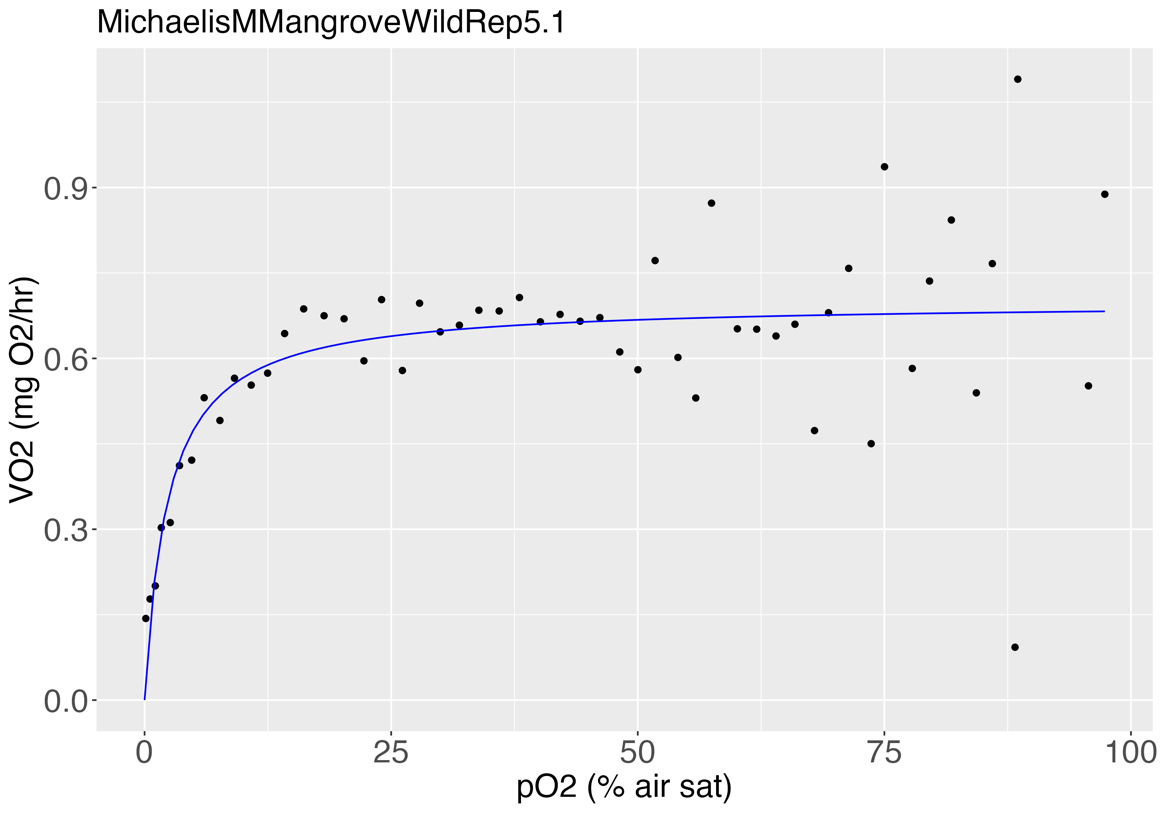 MichaelisMMangroveWildRep5.1
VO2 (mg O2/hr)
0.9
0.6
0.3
0.0
0 25 50 75 100
pO2 (% air sat)